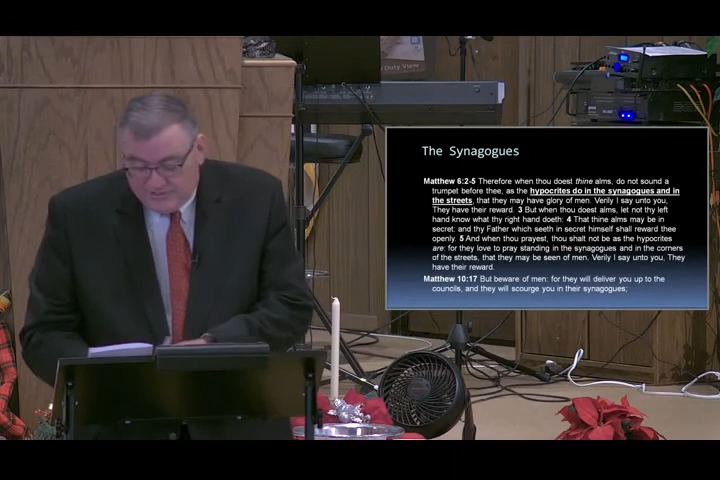 Duty View
The Synagogues
Matthew 6:2-5 Therefore when thou doest thine alms, do not sound a
trumpet before thee, as the hypocrites do in the synagogues and in
the streets, that they may have glory of men. Verily I say unto you,
They have their reward. 3 But when thou doest alms, let not thy left
hand know what thy right hand doeth: 4 That thine alms may be in
secret: and thy Father which seeth in secret himself shall reward thee
openly. 5 And when thou prayest, thou shalt not be as the hypocrites
are: for they love to pray standing in the synagogues and in the corners
of the streets, that they may be seen of men. Verily I say unto you, They
have their reward.
Matthew 10:17 But beware of men: for they will deliver you up to the
councils, and they will scourge you in their synagogues;